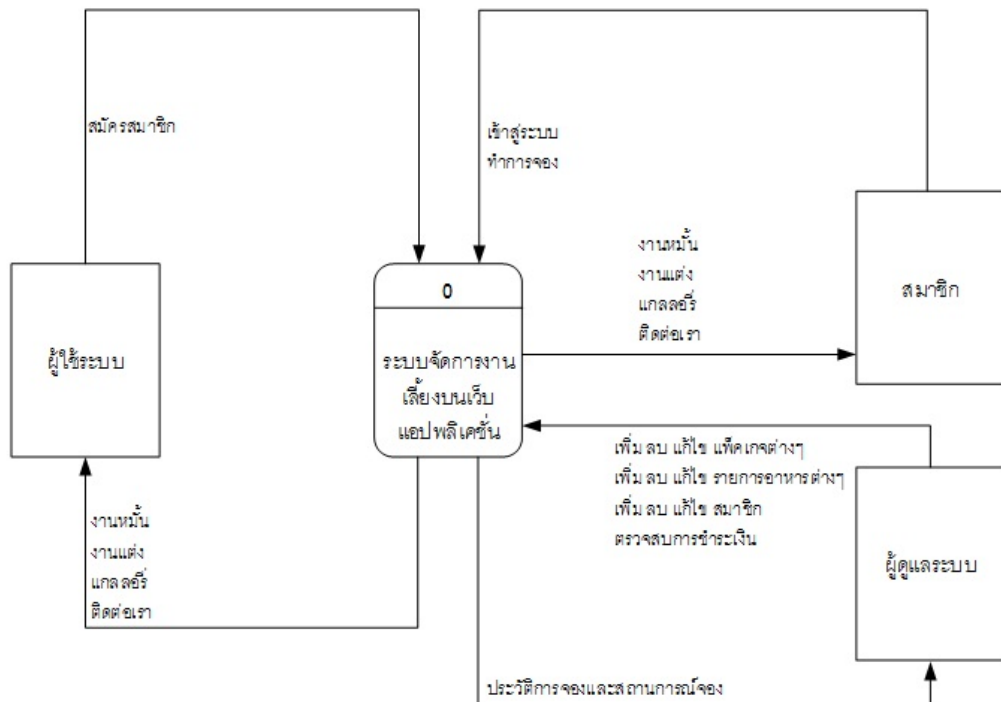 สมัครสมาชิก
เข้าสู่ระบบ
ทำการจอง
งานหมั้น
งานแต่ง
แกลลอรี่
ติดต่อเรา
สมาชิก
0
ระบบจัดการงาน
เลี้ยงบนเว็บ
แอปพลิเคชั่น
ผู้ใช้ระบบ
เพิ่ม ลบ แก้ไข แพ็คเกจต่างๆ
เพิ่ม ลบ แก้ไข รายการอาหารต่างๆ
เพิ่ม ลบ แก้ไข สมาชิก
ตรวจสบการชำระเงิน
ผู้ดูแลระบบ
งานหมั้น
งานแต่ง
แกลลอรี่
ติดต่อเรา
ประวัติการจองและสถานการณ์จอง